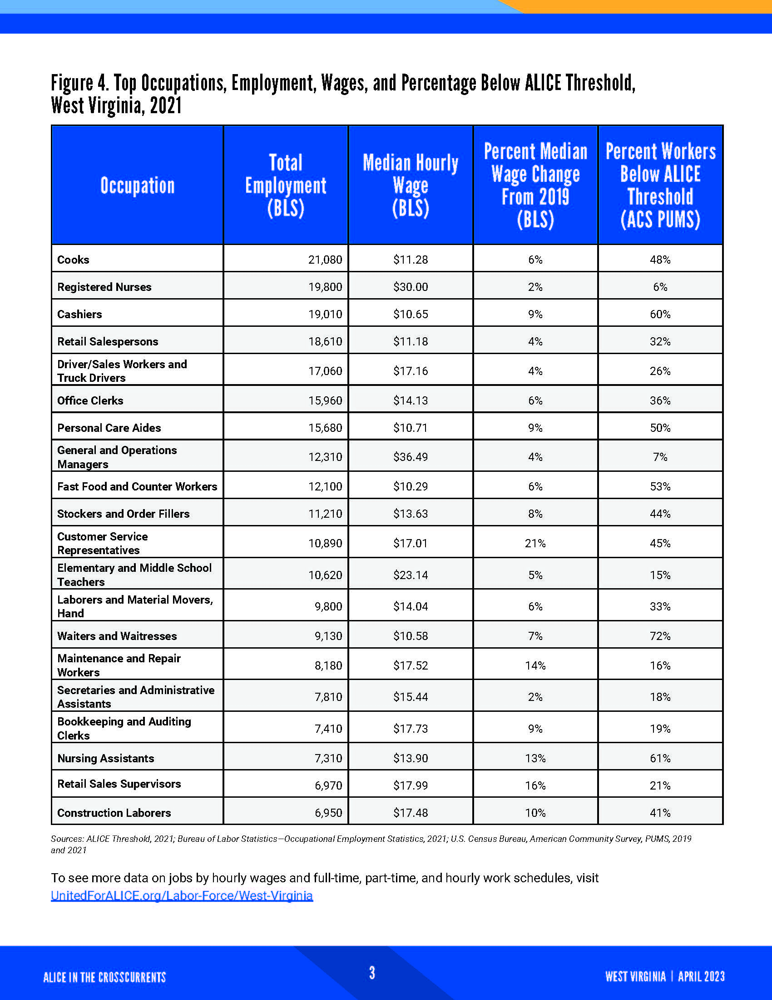 Figure 4. Top Occupations, Employment, Wages, and Percentage Below ALICE Threshold,
West Virginia, 2021
Occupation
Total
Employment
(BLS)
Median Hourly
Wage
(BLS)
Percent Median
Wage Change
From 2019
(BLS)
Percent Workers
Below ALICE
Threshold
(ACS PUMS)
Cooks 21,080 $11.28 6% 48%
Registered Nurses 19,800 $30.00 2% 6%
Cashiers 19,010 $10.65 9% 60%
Retail Salespersons 18,610 $11.18 4% 32%
Driver/Sales Workers and
Truck Drivers 17,060 $17.16 4% 26%
Office Clerks 15,960 $14.13 6% 36%
Personal Care Aides 15,680 $10.71 9% 50%
General and Operations
Managers 12,310 $36.49 4% 7%
Fast Food and Counter Workers 12,100 $10.29 6% 53%
Stockers and Order Fillers 11,210 $13.63 8% 44%
Customer Service
Representatives 10,890 $17.01 21% 45%
Elementary and Middle School
Teachers 10,620 $23.14 5% 15%
Laborers and Material Movers,
Hand 9,800 $14.04 6% 33%
Waiters and Waitresses 9,130 $10.58 7% 72%
Maintenance and Repair
Workers 8,180 $17.52 14% 16%
Secretaries and Administrative
Assistants 7,810 $15.44 2% 18%
Bookkeeping and Auditing
Clerks 7,410 $17.73 9% 19%
Nursing Assistants 7,310 $13.90 13% 61%
Retail Sales Supervisors 6,970 $17.99 16% 21%
Construction Laborers 6,950 $17.48 10% 41%
Sources: ALICE Threshold, 2021; Bureau of Labor Statistics—Occupational Employment Statistics, 2021; U.S. Census Bureau, American Community Survey, PUMS, 2019
and 2021
To see more data on jobs by hourly wages and full-time, part-time, and hourly work schedules, visit
UnitedForALICE.org/Labor-Force/West-Virginia
ALICE IN THE CROSSCURRENTS
3
WEST VIRGINIA | APRIL 2023